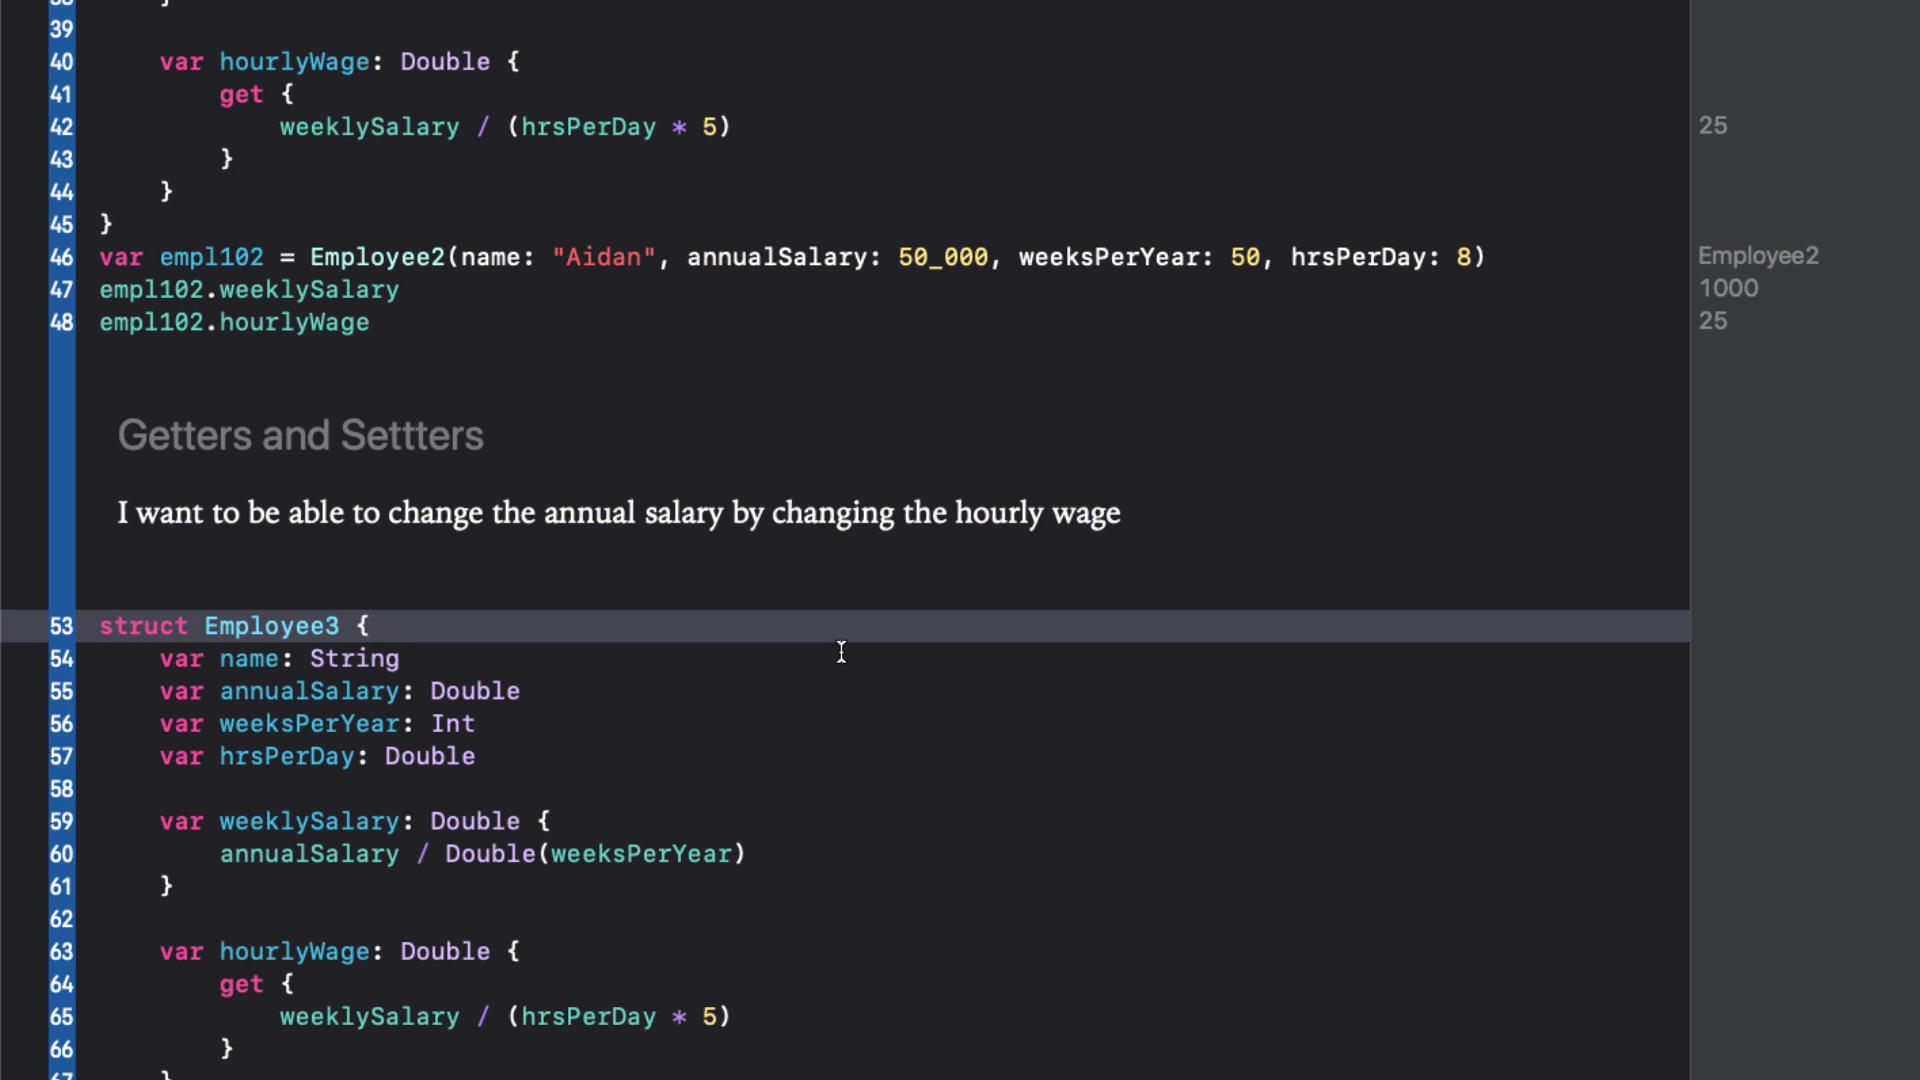 39
40 var hourlyWage: Double {
41 get {
42 weeklySalary / (hrsPerDay * 5) 25
43 }
44 }
45 }
46 var empl102 = Employee2(name: "Aidan", annualSalary: 50_000, weeksPerYear: 50, hrsPerDay: 8) Employee2
47 empl102.weeklySalary 1000
48 empl102.hourlyWage 25
Getters and Settters
I want to be able to change the annual salary by changing the hourly wage
53 struct Employee3 {
54 var name: String
55 var annualSalary: Double
56 var weeksPerYear: Int
57 var hrsPerDay: Double
58
59 var weeklySalary: Double {
60 annualSalary / Double(weeksPerYear)
61 }
62
63 var hourlyWage: Double {
64 get {
65 weeklySalary / (hrsPerDay * 5)
66 }